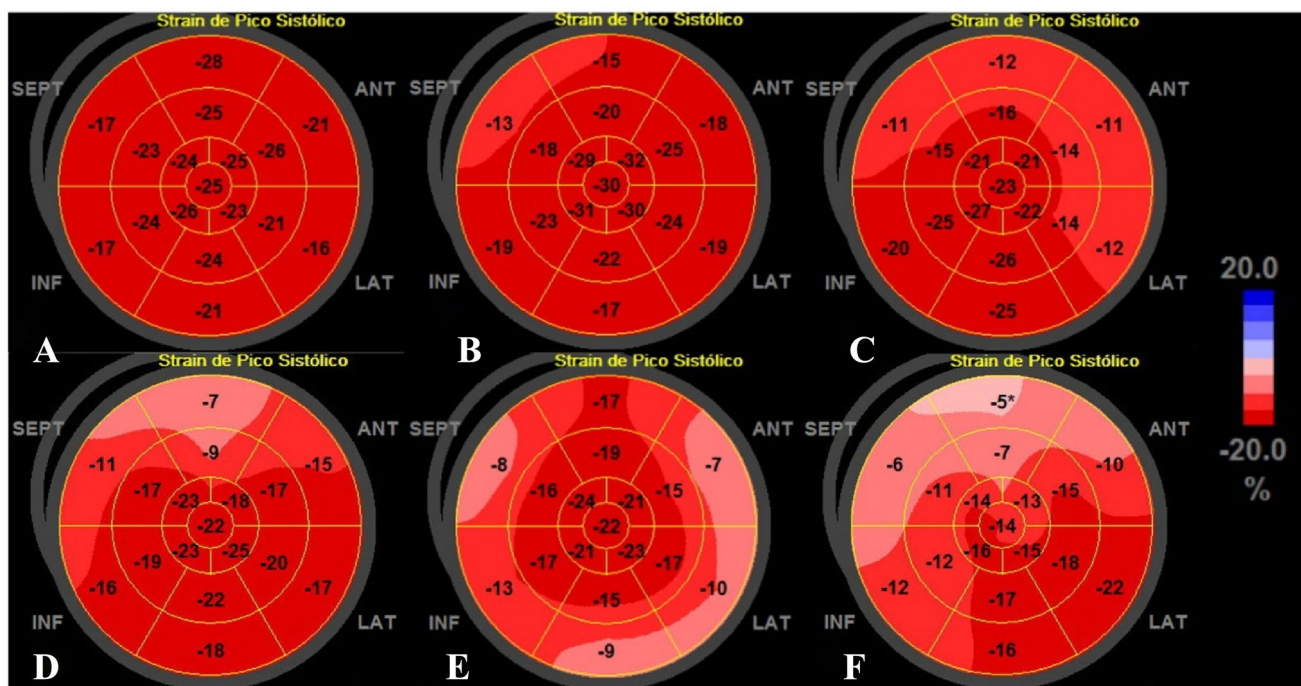 Strain de Pico Sistólico
SEPT
ANT
INF
LAT
-28
-17
-21
-25
-23
-26
-24
-25
-25
-26
-23
-24
-21
-24
-17
-16
-21
A
Strain de Pico Sistólico
SEPT
ANT
INF
LAT
-15
-13
-18
-20
-18
-25
-29
-32
-30
-31
-30
-23
-24
-22
-19
-19
-17
B
Strain de Pico Sistólico
SEPT
ANT
INF
LAT
-12
-11
-11
-16
-15
-14
-21
-21
-23
-27
-22
-25
-14
-26
-20
-12
-25
C
20.0
-20.0
%
Strain de Pico Sistólico
SEPT
ANT
INF
LAT
-7
-11
-15
-9
-17
-17
-23
-18
-22
-23
-25
-19
-20
-22
-16
-17
-18
D
Strain de Pico Sistólico
SEPT
ANT
INF
LAT
-17
-8
-7
-19
-16
-15
-24
-21
-22
-21
-23
-17
-17
-15
-13
-10
-9
E
Strain de Pico Sistólico
SEPT
ANT
INF
LAT
-5*
-6
-10
-7
-11
-15
-14
-13
-14
-16
-15
-12
-18
-17
-12
-22
-16
F